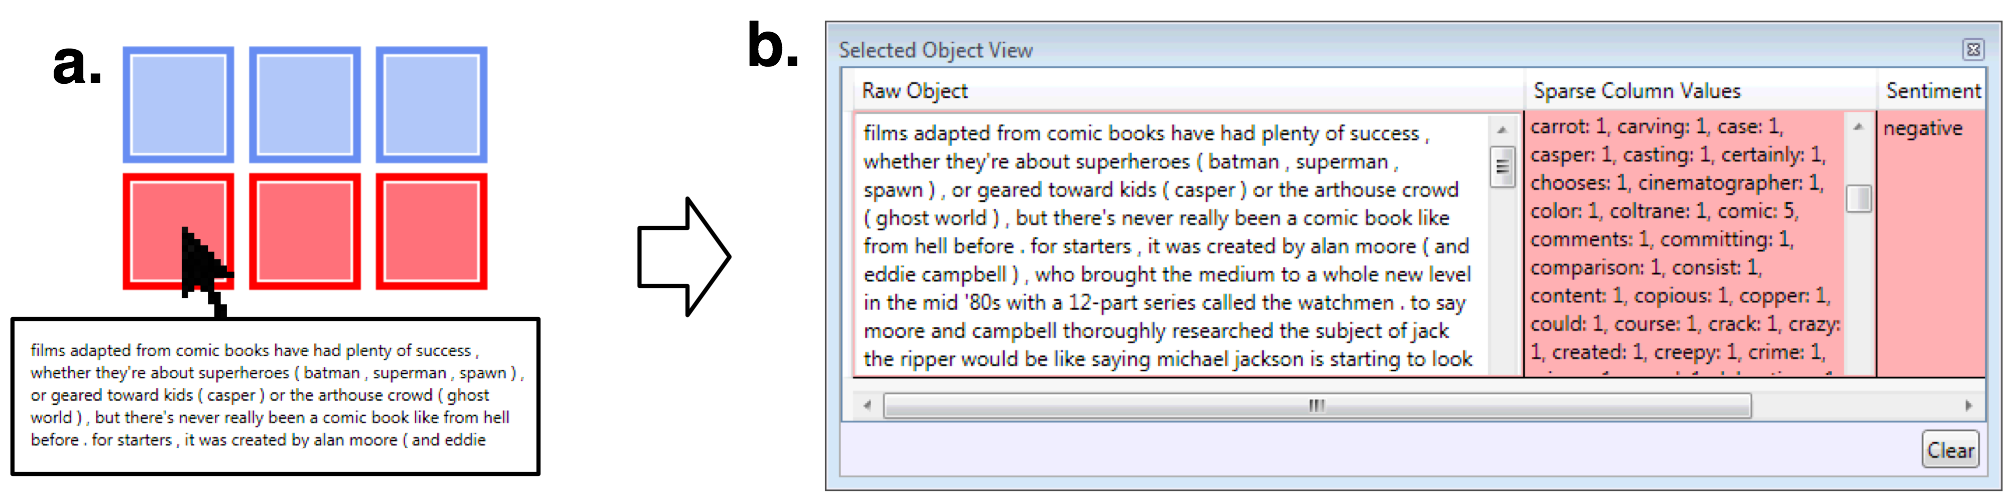 a.
films adapted from comic books have had plenty of success ,
whether they're about superheroes ( batman , superman , spawn ) ,
or geared toward kids ( casper ) or the arthouse crowd ( ghost
world ) , but there's never really been a comic book like from hell
before . for starters , it was created by alan moore ( and eddie
b.
Selected Object View
Raw Object
films adapted from comic books have had plenty of success ,
whether they're about superheroes ( batman , superman ,
spawn ) , or geared toward kids ( casper ) or the arthouse crowd
( ghost world ) , but there's never really been a comic book like
from hell before . for starters , it was created by alan moore ( and
eddie campbell ) , who brought the medium to a whole new level
in the mid '80s with a 12-part series called the watchmen . to say
moore and campbell thoroughly researched the subject of jack
the ripper would be like saying michael jackson is starting to look
Sparse Column Values
carrot: 1, carving: 1, case: 1,
casper: 1, casting: 1, certainly: 1,
chooses: 1, cinematographer: 1,
color: 1, coltrane: 1, comic: 5,
comments: 1, committing: 1,
comparison: 1, consist: 1,
content: 1, copious: 1, copper: 1,
could: 1, course: 1, crack: 1, crazy:
1, created: 1, creepy: 1, crime: 1,
Sentiment
negative
Clear